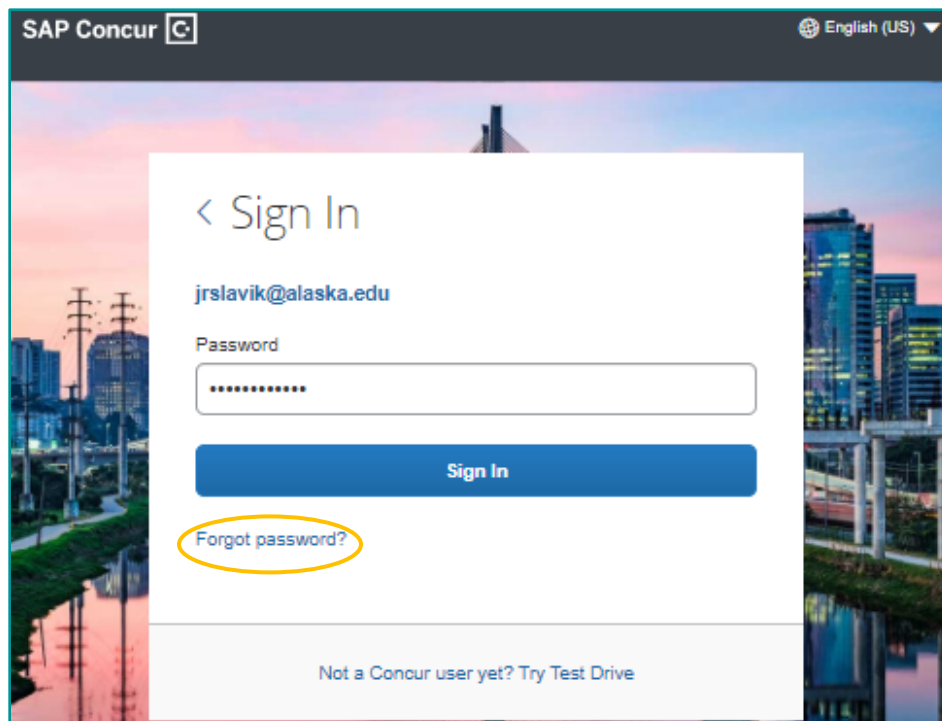 SAP Concur C
English (US)
< Sign In
jrslavik@alaska.edu
Password
••••••••••••
Sign In
Forgot password?
Not a Concur user yet? Try Test Drive